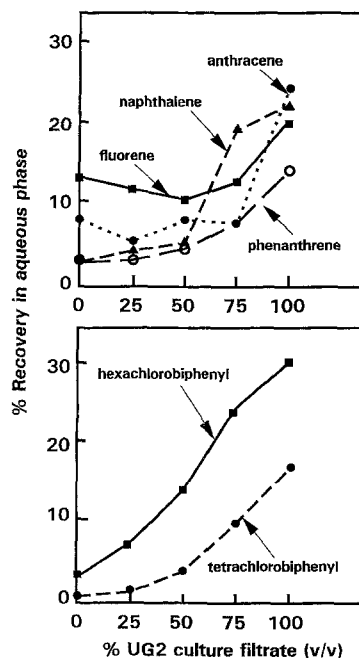 % Recovery in aqueous phase
30
20
10
0
anthracene
naphthalene
fluorene
phenanthrene
0 25 50 75 100
30
20
10
0
hexachlorobiphenyl
tetrachlorobiphenyl
0 25 50 75 100
% UG2 culture filtrate (v/v)